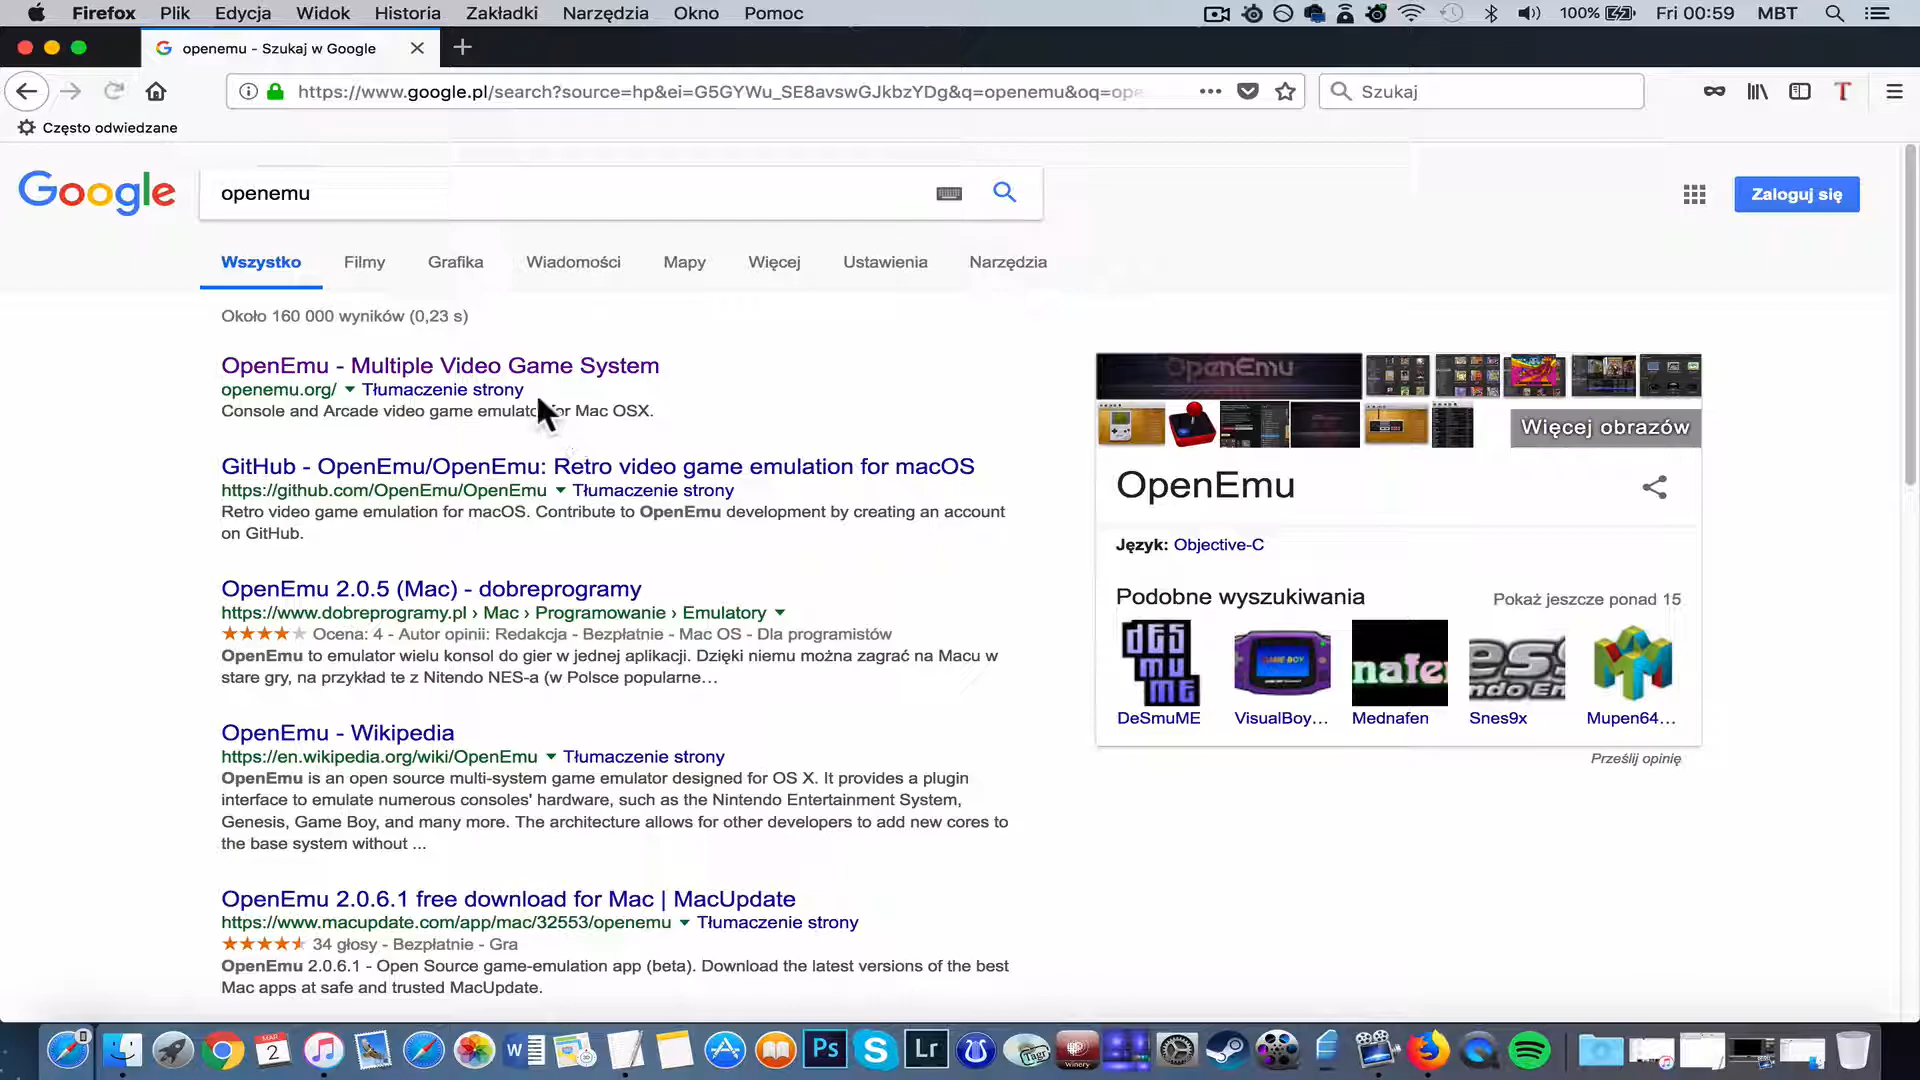 Firefox Plik Edycja Widok Historia Zakładki Narzędzia Okno Pomoc 100% Fri 00:59 MBT
openemu - Szukaj w Google
https://www.google.pl/search?source=hp&ei=G5GYWu_SE8avswGJkbzYDg&q=openemu&oq=ope Szukaj
Często odwiedzane
Google openemu Zaloguj się
Wszystko Filmy Grafika Wiadomości Mapy Więcej Ustawienia Narzędzia
Około 160 000 wyników (0,23 s)
OpenEmu - Multiple Video Game System
openemu.org/ Tłumaczenie strony
Console and Arcade video game emulator for Mac OSX.
GitHub - OpenEmu/OpenEmu: Retro video game emulation for macOS
https://github.com/OpenEmu/OpenEmu Tłumaczenie strony
Retro video game emulation for macOS. Contribute to OpenEmu development by creating an account
on GitHub.
OpenEmu 2.0.5 (Mac) - dobreprogramy
https://www.dobreprogramy.pl › Mac › Programowanie › Emulatory
Ocena: 4 - Autor opinii: Redakcja - Bezpłatnie - Mac OS - Dla programistów
OpenEmu to emulator wielu konsol do gier w jednej aplikacji. Dzięki niemu można zagrać na Macu w
stare gry, na przykład te z Nitendo NES-a (w Polsce popularne…
OpenEmu - Wikipedia
https://en.wikipedia.org/wiki/OpenEmu Tłumaczenie strony
OpenEmu is an open source multi-system game emulator designed for OS X. It provides a plugin
interface to emulate numerous consoles' hardware, such as the Nintendo Entertainment System,
Genesis, Game Boy, and many more. The architecture allows for other developers to add new cores to
the base system without ...
OpenEmu 2.0.6.1 free download for Mac | MacUpdate
https://www.macupdate.com/app/mac/32553/openemu Tłumaczenie strony
34 głosy - Bezpłatnie - Gra
OpenEmu 2.0.6.1 - Open Source game-emulation app (beta). Download the latest versions of the best
Mac apps at safe and trusted MacUpdate.
OpenEmu
Więcej obrazów
OpenEmu
Język: Objective-C
Podobne wyszukiwania Pokaż jeszcze ponad 15
DeSmuME
GAME BOY
DeSmuME VisualBoy... Mednafen Snes9x Mupen64...
Prześlij opinię
MAR 2 W Ps Lr Tagr Winery T